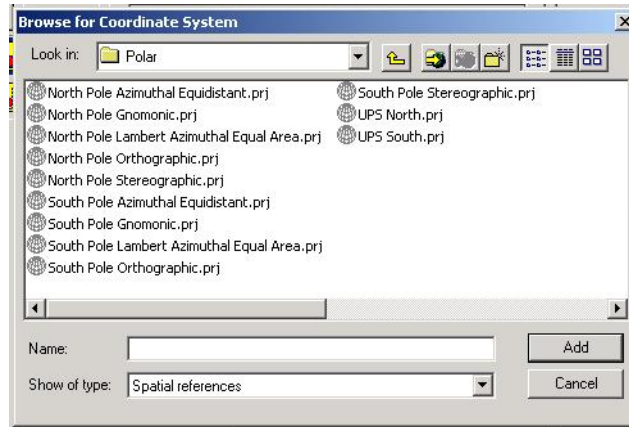 Browse for Coordinate System
Look in: Polar
North Pole Azimuthal Equidistant.prj
North Pole Gnomonic.prj
North Pole Lambert Azimuthal Equal Area.prj
North Pole Orthographic.prj
North Pole Stereographic.prj
South Pole Azimuthal Equidistant.prj
South Pole Gnomonic.prj
South Pole Lambert Azimuthal Equal Area.prj
South Pole Orthographic.prj
South Pole Stereographic.prj
UPS North.prj
UPS South.prj
Name: Add
Show of type: Spatial references Cancel